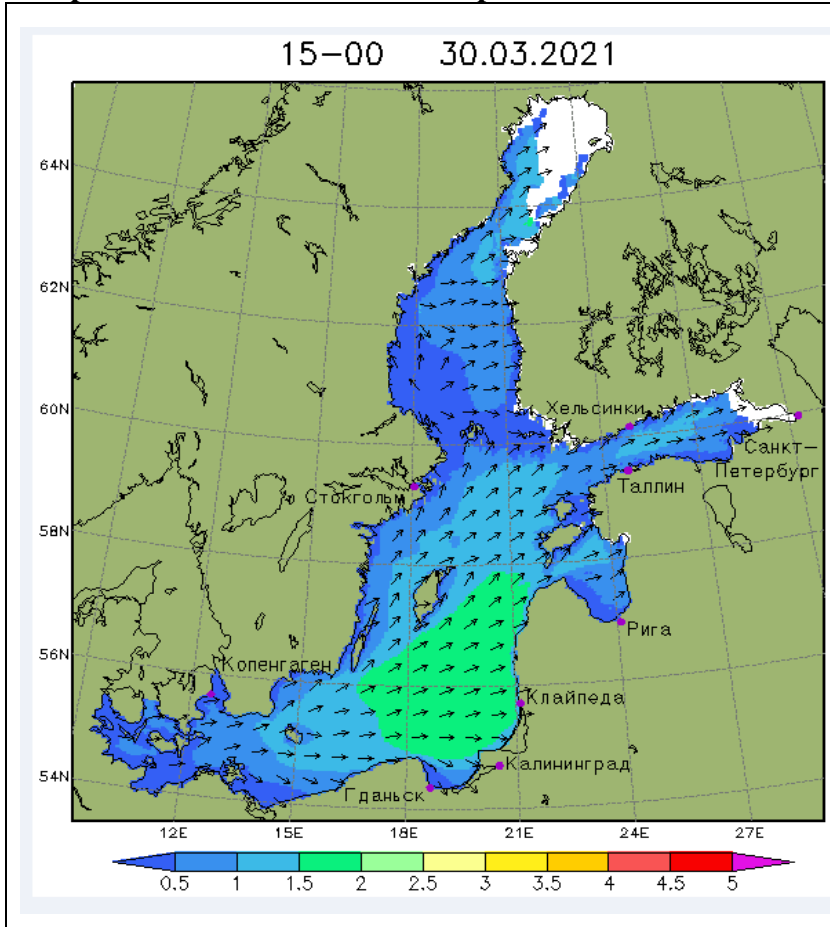 15-00 30.03.2021
64N
62N
60N
58N
56N
54N
Хельсинки
Санкт-
Петербург
Таллин
Стокгольм
Рига
Копенгаген
Клайпеда
Калининград
Гданьск
12E 15E 18E 21E 24E 27E
0.5 1 1.5 2 2.5 3 3.5 4 4.5 5